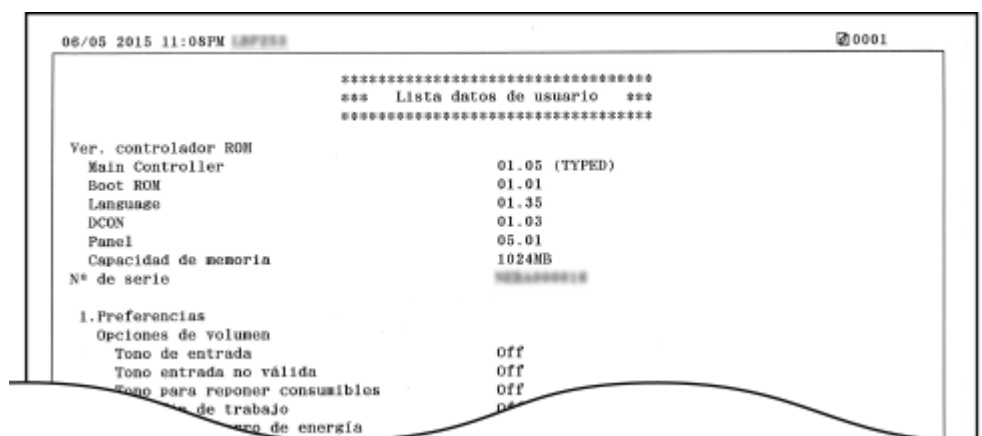 06/05 2015 11:08PM 0001
***********************************
*** Lista datos de usuario ***
***********************************
Ver. controlador ROM
Main Controller 01.05 (TYPED)
Boot ROM 01.01
Language 01.35
DCON 01.03
Panel 05.01
Capacidad de memoria 1024MB
Nº de serie
1.Preferencias
Opciones de volumen
Tono de entrada Off
Tono entrada no válida Off
Tono para reponer consumibles Off
de trabajo
de energía